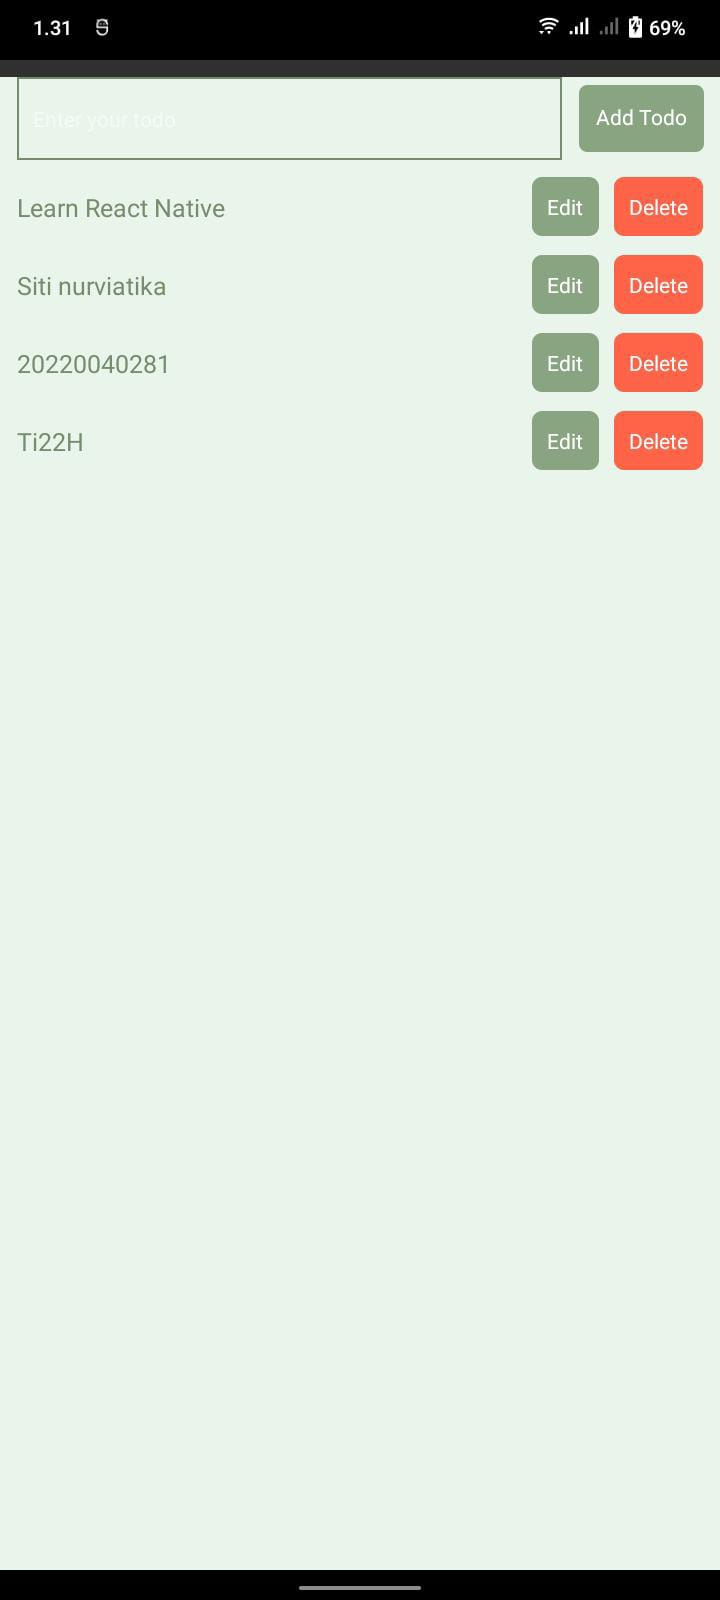 1.31 69%
Enter your todo Add Todo
Learn React Native Edit Delete
Siti nurviatika Edit Delete
20220040281 Edit Delete
Ti22H Edit Delete